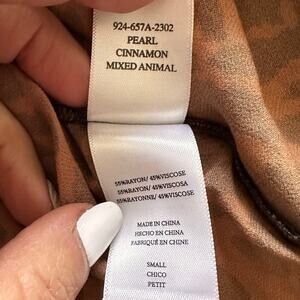 924-657A-2302
PEARL
CINNAMON
MIXED ANIMAL
55%RAYON/ 45%VISCOSE
55%RAYON/ 45%VISCOSA
55%RAYONNE/ 45%VISCOSE
MADE IN CHINA
HECHO EN CHINA
FABRIQUÉ EN CHINE
SMALL
CHICO
PETIT